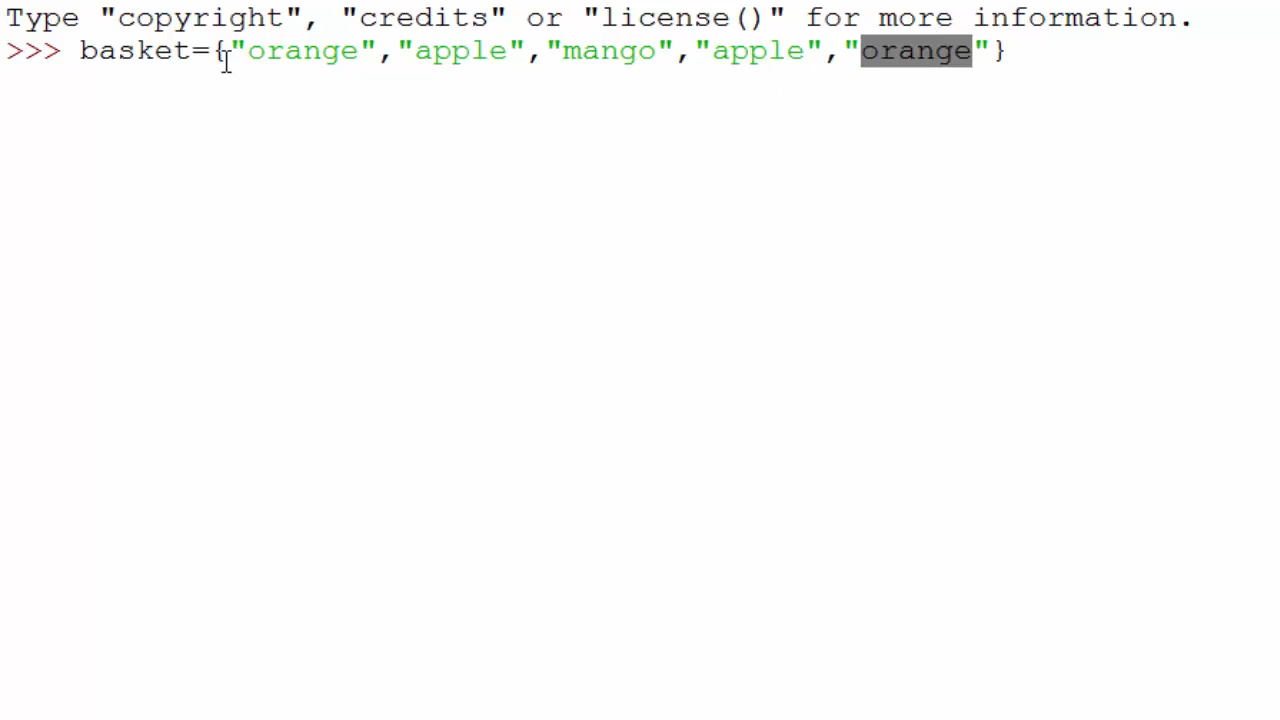 Type "copyright", "credits" or "license()" for more information.
>>> basket={"orange","apple","mango","apple","orange"}